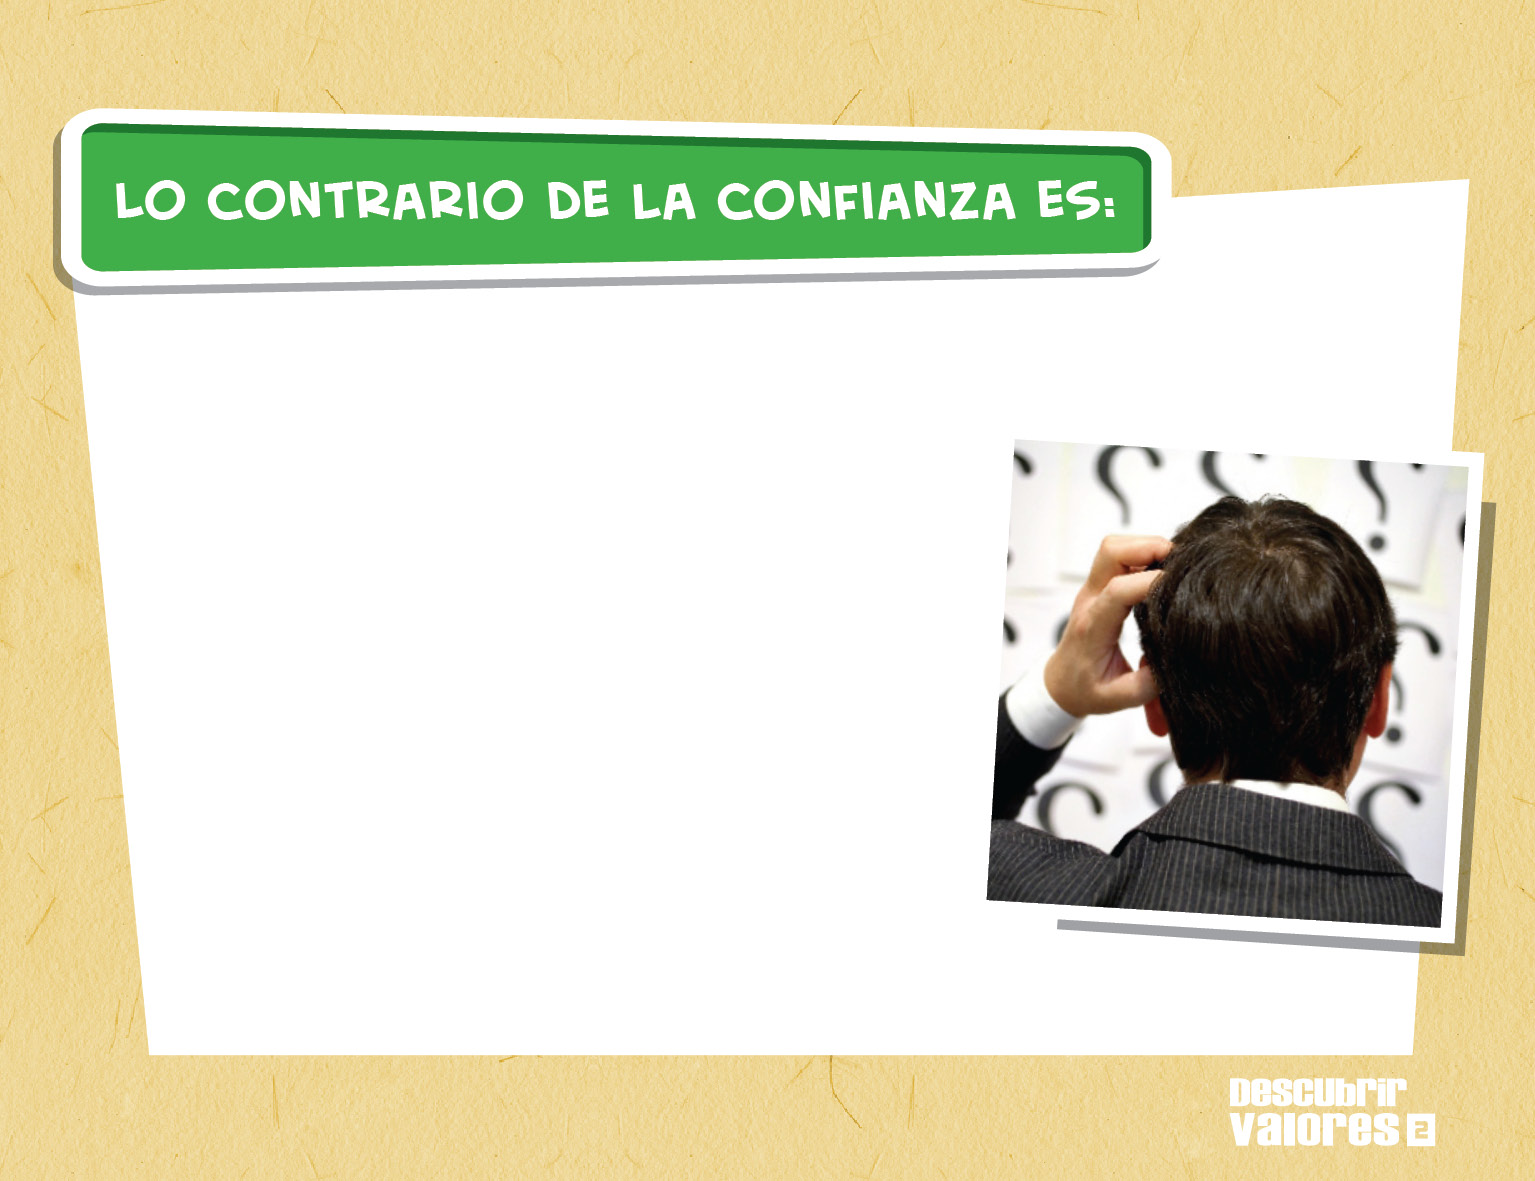 LO CONTRARIO DE LA CONFIANZA ES:
Descubrir
valores 2